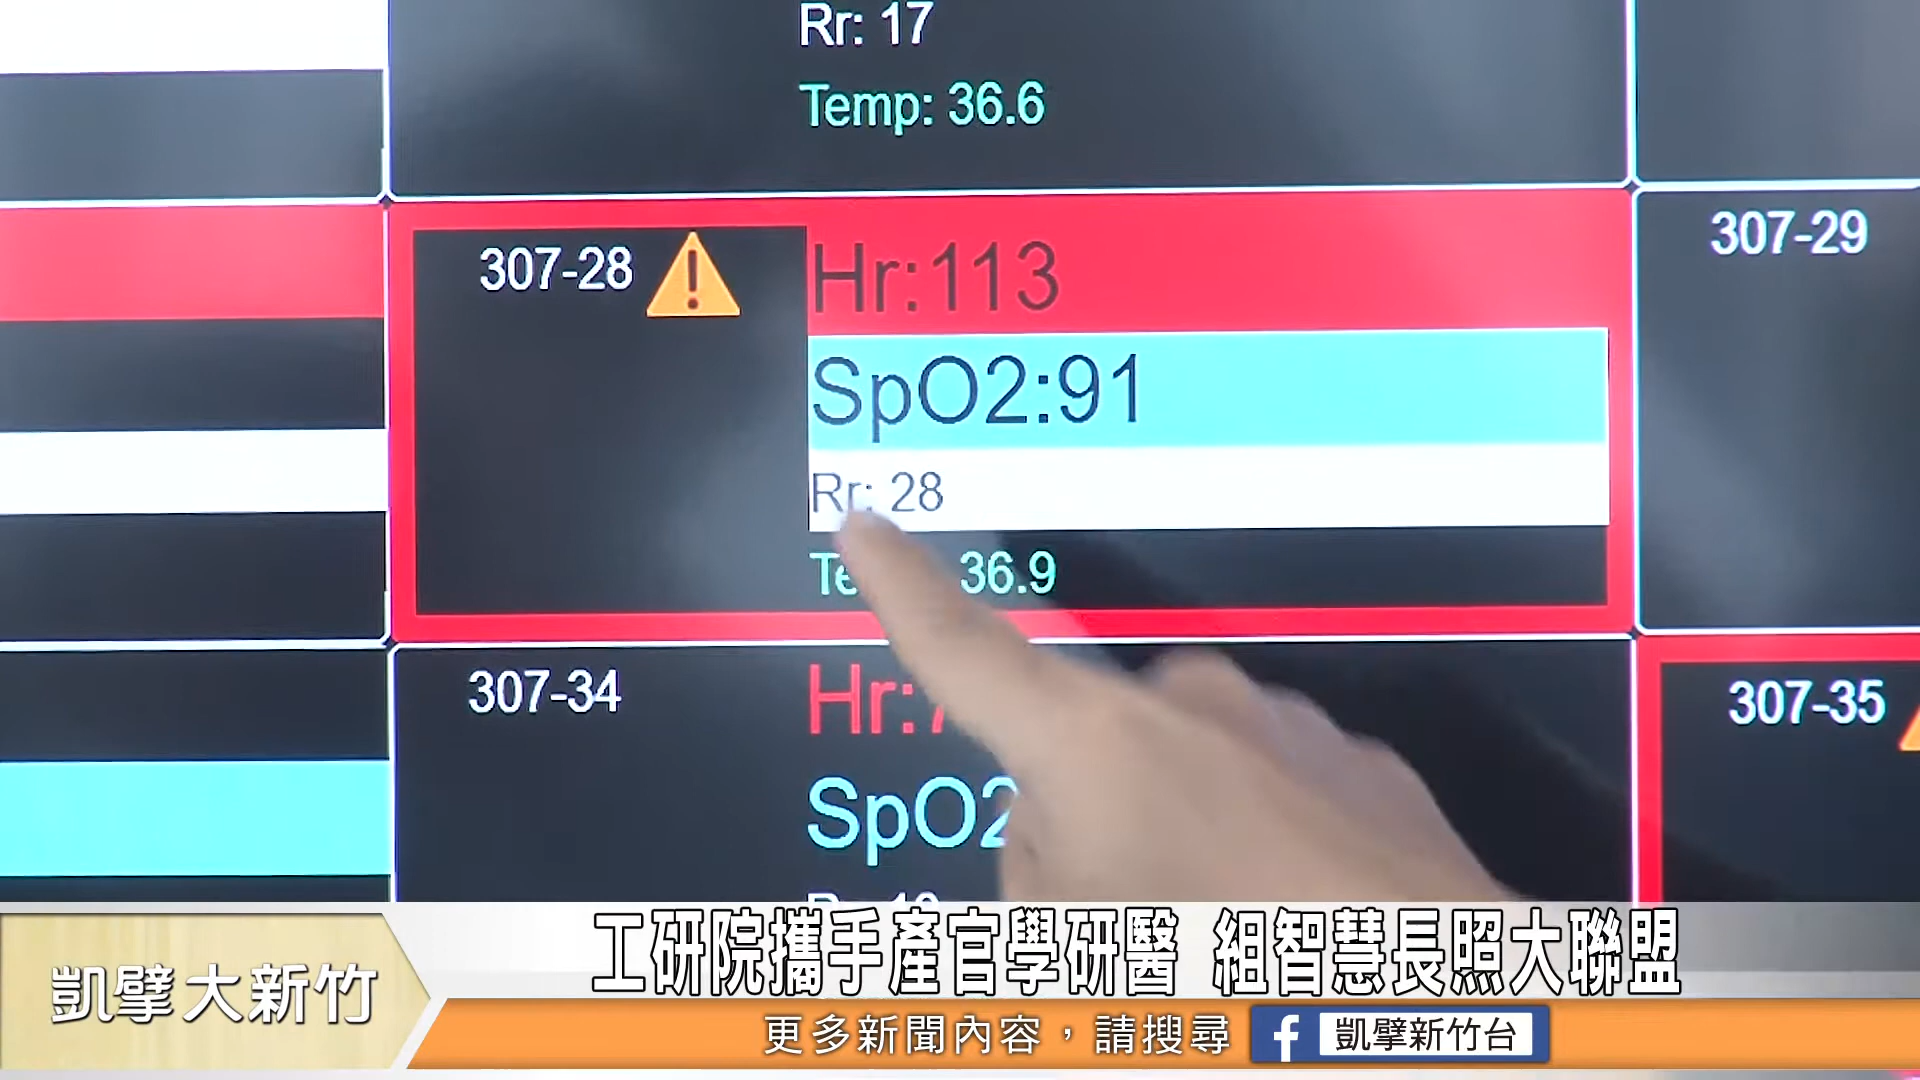 Rr: 17
Temp: 36.6
307-28
Hr:113
SpO2:91
Rr: 28
36.9
307-29
307-34
Hr:
SpO2
307-35
工研院攜手產官學研醫 組智慧長照大聯盟
凱擘大新竹
更多新聞內容，請搜尋
凱擘新竹台